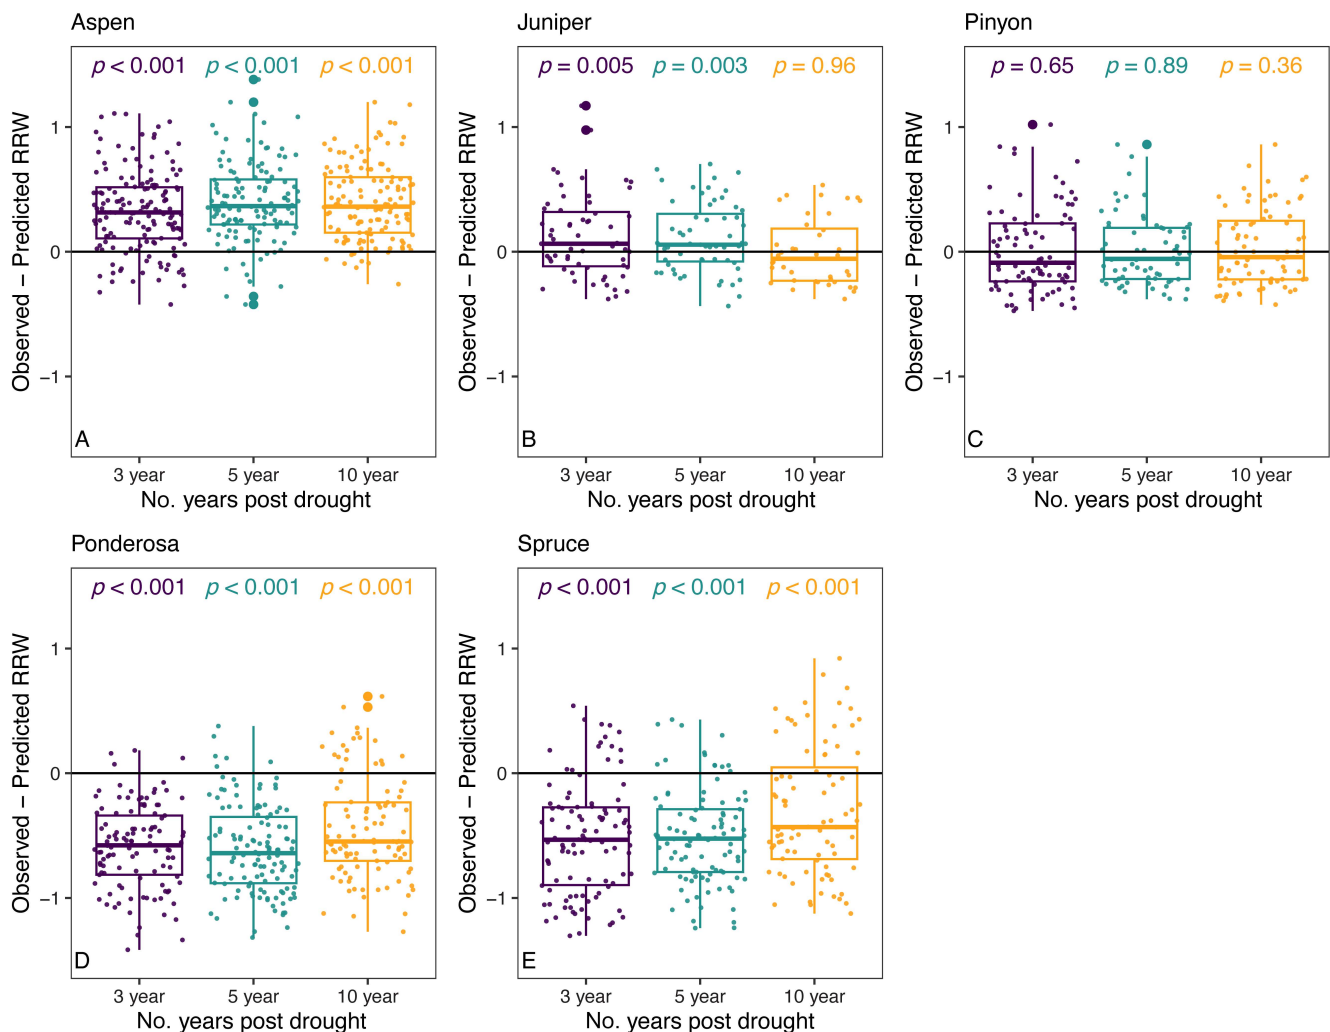 Aspen
p < 0.001 p < 0.001 p < 0.001
Observed − Predicted RRW
1
0
−1
A
3 year 5 year 10 year
No. years post drought
Juniper
p = 0.005 p = 0.003 p = 0.96
Observed − Predicted RRW
1
0
−1
B
3 year 5 year 10 year
No. years post drought
Pinyon
p = 0.65 p = 0.89 p = 0.36
Observed − Predicted RRW
1
0
−1
C
3 year 5 year 10 year
No. years post drought
Ponderosa
p < 0.001 p < 0.001 p < 0.001
Observed − Predicted RRW
1
0
−1
D
3 year 5 year 10 year
No. years post drought
Spruce
p < 0.001 p < 0.001 p < 0.001
Observed − Predicted RRW
1
0
−1
E
3 year 5 year 10 year
No. years post drought